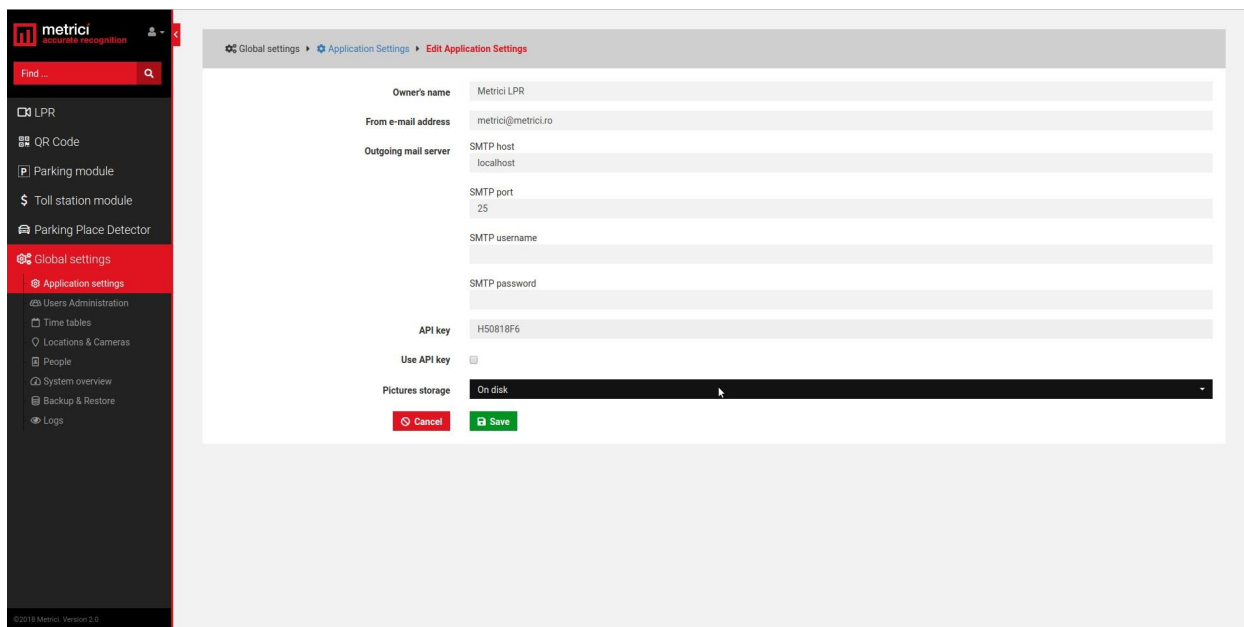 metrici
accurate recognition
Find ...
LPR
QR Code
P Parking module
$ Toll station module
Parking Place Detector
Global settings
Application settings
Users Administration
Time tables
Locations & Cameras
People
System overview
Backup & Restore
Logs
©2018 Metrici. Version 2.0
Global settings Application Settings Edit Application Settings
Owner's name Metrici LPR
From e-mail address metrici@metrici.ro
Outgoing mail server SMTP host
localhost
SMTP port
25
SMTP username
SMTP password
API key H50818F6
Use API key
Pictures storage On disk
Cancel Save